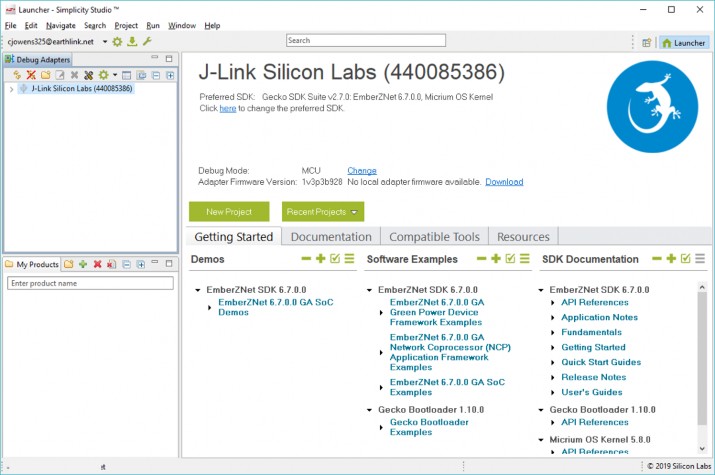 Launcher - Simplicity Studio ™
File Edit Navigate Search Project Run Window Help
cjowens325@earthlink.net
Search
Launcher
Debug Adapters
J-Link Silicon Labs (440085386)
J-Link Silicon Labs (440085386)
Preferred SDK: Gecko SDK Suite v2.7.0: EmberZNet 6.7.0.0, Micrium OS Kernel
Click here to change the preferred SDK.
Debug Mode: MCU Change
Adapter Firmware Version: 1v3p3b928 No local adapter firmware available. Download
New Project Recent Projects
Getting Started Documentation Compatible Tools Resources
My Products
Enter product name
Demos
EmberZNet SDK 6.7.0.0
EmberZNet 6.7.0.0 GA SoC
Demos
Software Examples
EmberZNet SDK 6.7.0.0
EmberZNet 6.7.0.0 GA
Green Power Device
Framework Examples
EmberZNet 6.7.0.0 GA
Network Coprocessor (NCP)
Application Framework
Examples
EmberZNet 6.7.0.0 GA SoC
Examples
Gecko Bootloader 1.10.0
Gecko Bootloader
Examples
SDK Documentation
EmberZNet SDK 6.7.0.0
API References
Application Notes
Fundamentals
Getting Started
Quick Start Guides
Release Notes
User's Guides
Gecko Bootloader 1.10.0
API References
Micrium OS Kernel 5.8.0
API References
© 2019 Silicon Labs